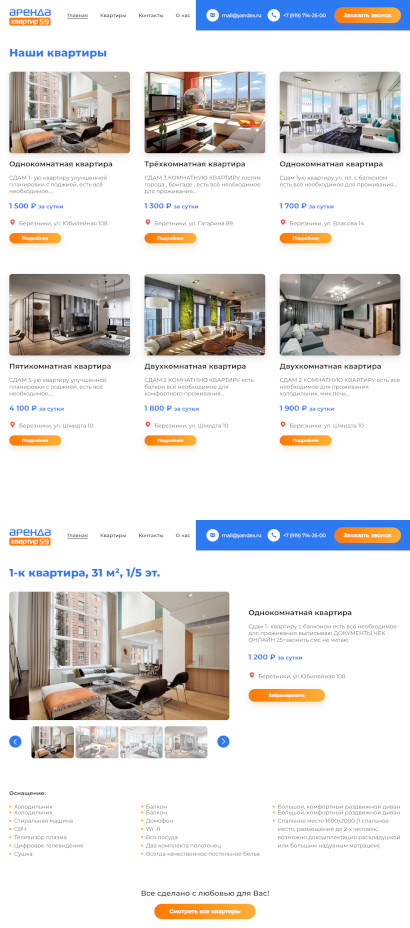 аренда
квартир 59
Главная Квартиры Контакты О нас
mail@yandex.ru +7 (919) 714-26-00 Заказать звонок
Наши квартиры
Однокомнатная квартира
СДАМ 1- ую квартиру улучшенной
планировки с лоджией, есть всё
необходимое...
1 500 ₽ за сутки
Березники, ул. Юбилейная 108
Подробнее
Трёхкомнатная квартира
СДАМ 3 КОМНАТНУЮ КВАРТИРУ гостям
города , бригаде , есть всё необходимое
для проживания...
1 300 ₽ за сутки
Березники, ул. Гагарина 89
Подробнее
Однокомнатная квартира
Сдам 1ую квартиру ул. пл. с балконом
есть всё необходимое для проживания...
1 700 ₽ за сутки
Березники, ул. Власова 14
Подробнее
Пятикомнатная квартира
СДАМ 5-ую квартиру улучшенной
планировки с лоджией, есть всё
необходимое...
4 100 ₽ за сутки
Березники, ул. Шмидта 10
Подробнее
Двухкомнатная квартира
СДАМ 2 КОМНАТНУЮ КВАРТИРУ есть
балкон всё необходимое для
комфортного проживания...
1 800 ₽ за сутки
Березники, ул. Шмидта 10
Подробнее
Двухкомнатная квартира
СДАМ 2 КОМНАТНУЮ КВАРТИРУ есть все
необходимое для проживания
холодильник, мик.печь...
1 900 ₽ за сутки
Березники, ул. Шмидта 10
Подробнее
аренда
квартир 59
Главная Квартиры Контакты О нас
mail@yandex.ru +7 (919) 714-26-00 Заказать звонок
1-к квартира, 31 м², 1/5 эт.
Однокомнатная квартира
Сдам 1- квартиру с балконом есть всё необходимое
для проживания выписываю ДОКУМЕНТЫ ЧЕК
ОНЛАЙН 25+звонить смс не читаю
1 200 ₽ за сутки
Березники, ул.Юбилейная 108
Забронировать
Оснащение:
Холодильник
Холодильник
Стиральная машина
СВЧ
Телевизор плазма
Цифровое телевидение
Сушка
Балкон
Балкон
Домофон
Wi -fi
Вся посуда
Два комплекта полотенец
Всегда качественное постельное белье
Большой, комфортный раздвижной диван
Большой, комфортный раздвижной диван
Спальное место 1600х2000 (1 спальное
место, размещение до 2-х человек;
возможно докомплектация раскладушкой
или большим надувным матрацем).
Все сделано с любовью для Вас!
Смотреть все квартиры